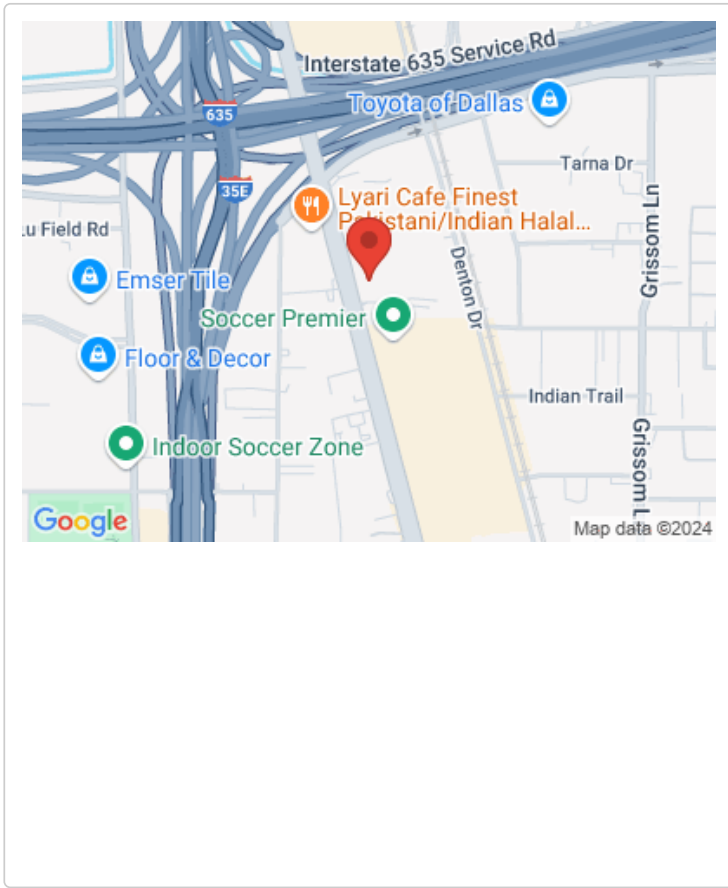 Interstate 635 Service Rd
635
Toyota of Dallas
Tarna Dr
35E
Lyari Cafe Finest
Pakistani/Indian Halal...
Grissom Ln
Lu Field Rd
Emser Tile
Denton Dr
Soccer Premier
Floor & Decor
Indian Trail
Indoor Soccer Zone
Grissom L
Google
Map data ©2024